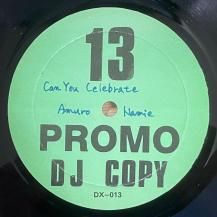 13
Can You Celebrate
Amuro Namie
PROMO
DJ COPY
DX-013